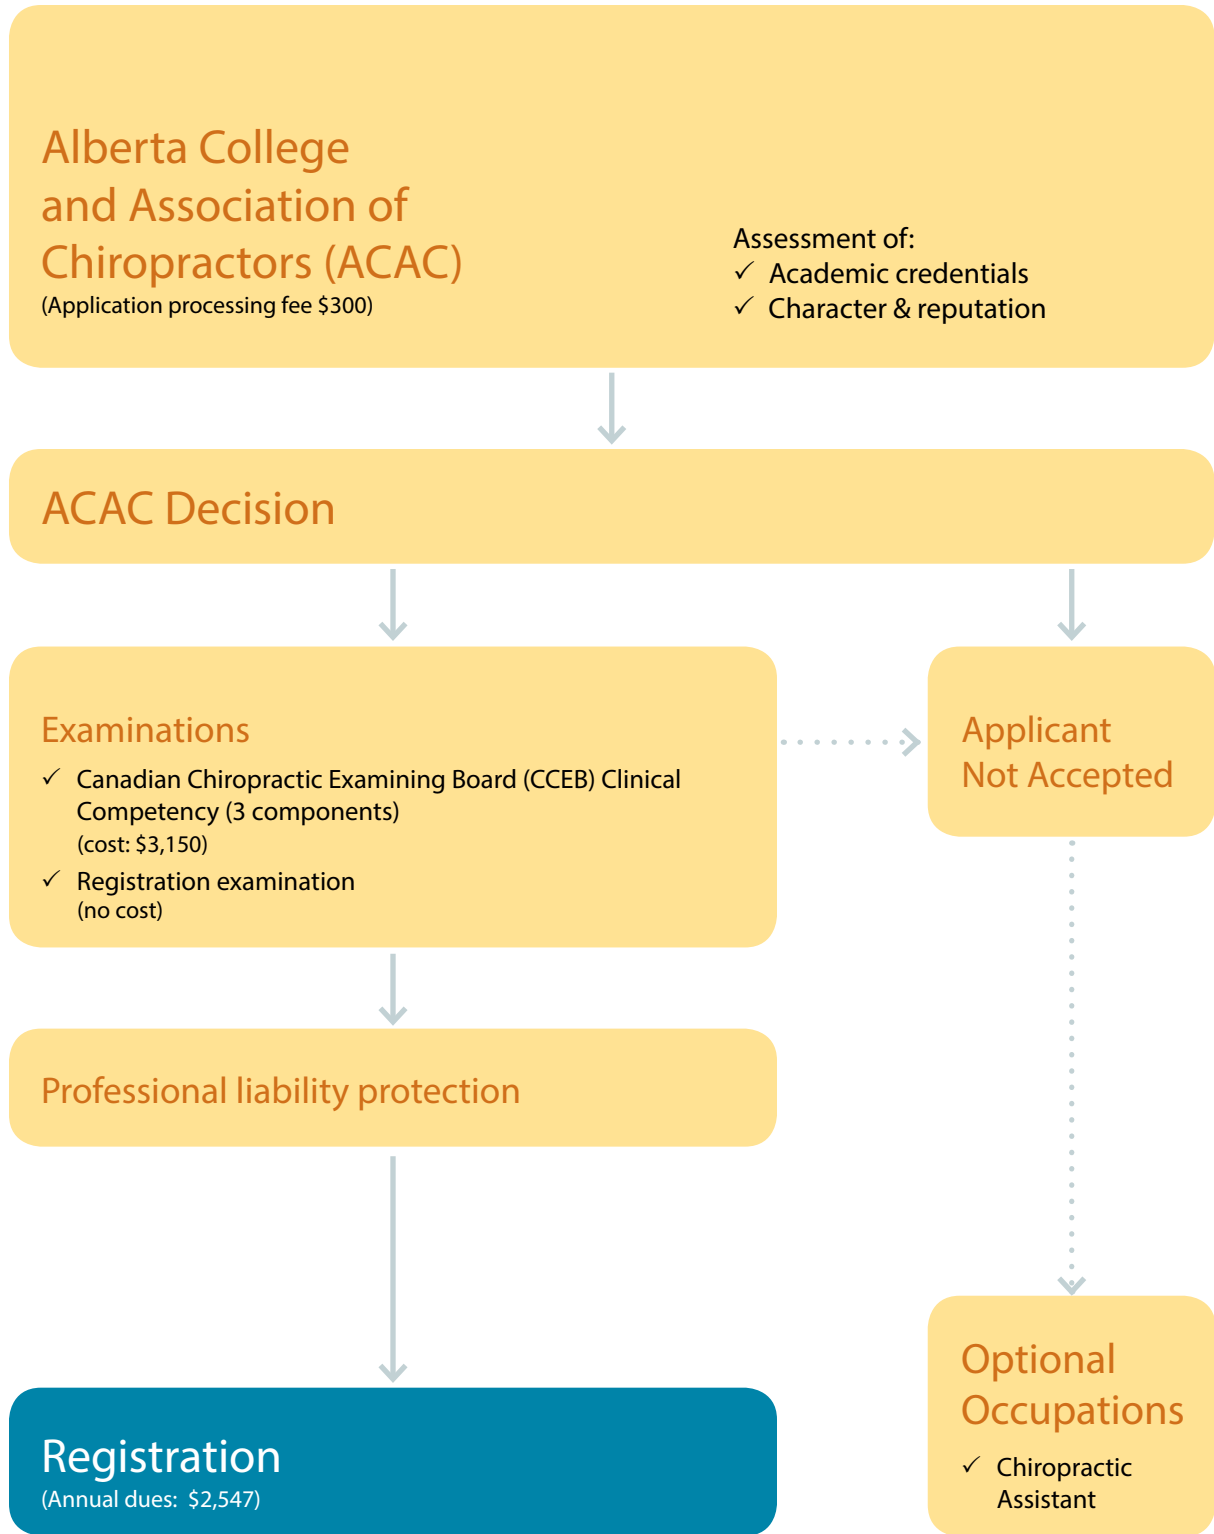 Alberta College
and Association of
Chiropractors (ACAC)
(Application processing fee $300)
Assessment of:
✓ Academic credentials
✓ Character & reputation
ACAC Decision
Examinations
✓ Canadian Chiropractic Examining Board (CCEB) Clinical
Competency (3 components)
(cost: $3,150)
✓ Registration examination
(no cost)
Applicant
Not Accepted
Professional liability protection
Registration
(Annual dues: $2,547)
Optional
Occupations
✓ Chiropractic
Assistant